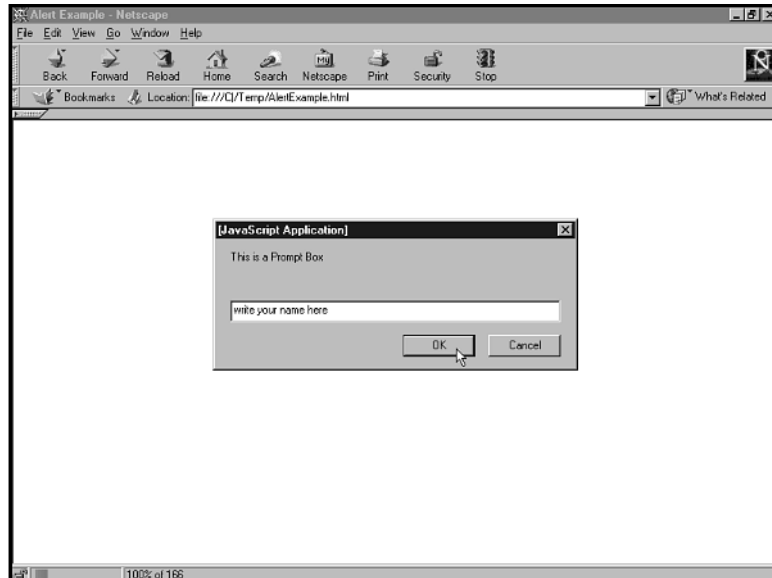 Alert Example - Netscape
File Edit View Go Window Help
Back Forward Reload Home Search Netscape Print Security Stop
My
N
Bookmarks Location: file:///C|/Temp/AlertExample.html What's Related
[JavaScript Application]
This is a Prompt Box
write your name here
OK Cancel
100% of 166